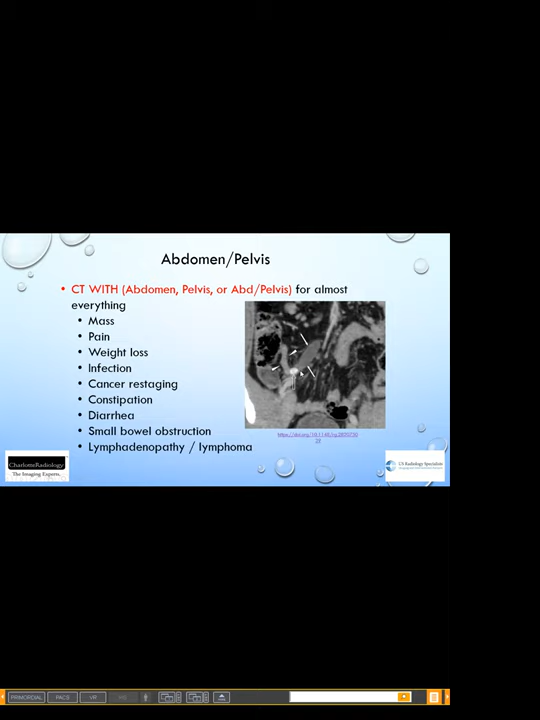 Abdomen/Pelvis
• CT WITH (Abdomen, Pelvis, or Abd/Pelvis) for almost
everything
• Mass
• Pain
• Weight loss
• Infection
• Cancer restaging
• Constipation
• Diarrhea
• Small bowel obstruction
• Lymphadenopathy / lymphoma
CharlotteRadiology
The Imaging Experts.
US Radiology Specialists
PRIMORDIAL
PACS
VR